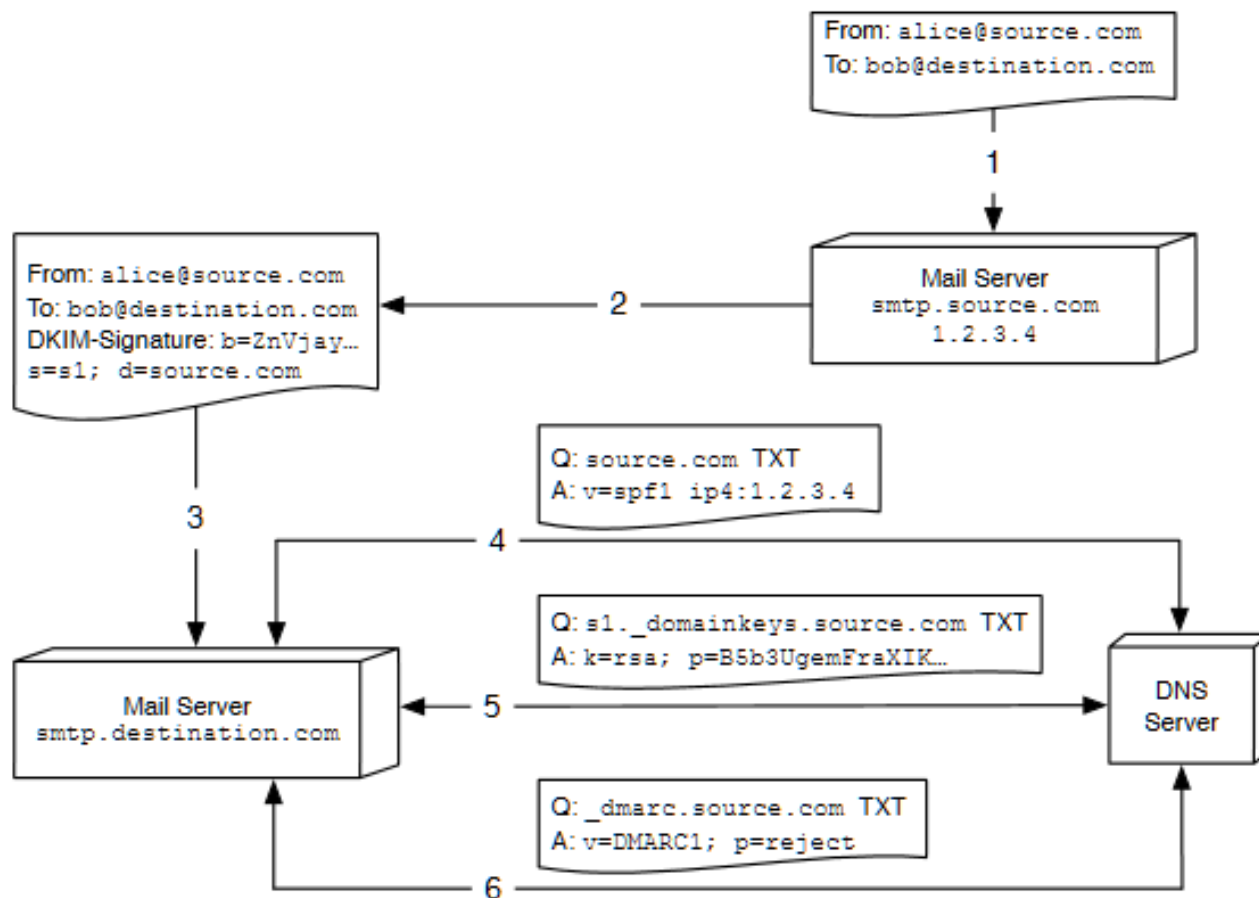 From: alice@source.com
To: bob@destination.com
1
Mail Server
smtp.source.com
1.2.3.4
2
From: alice@source.com
To: bob@destination.com
DKIM-Signature: b=ZnVjay…
s=s1; d=source.com
3
Q: source.com TXT
A: v=spf1 ip4:1.2.3.4
4
Q: s1._domainkeys.source.com TXT
A: k=rsa; p=B5b3UgemFraXIK…
5
Mail Server
smtp.destination.com
DNS
Server
Q: _dmarc.source.com TXT
A: v=DMARC1; p=reject
6